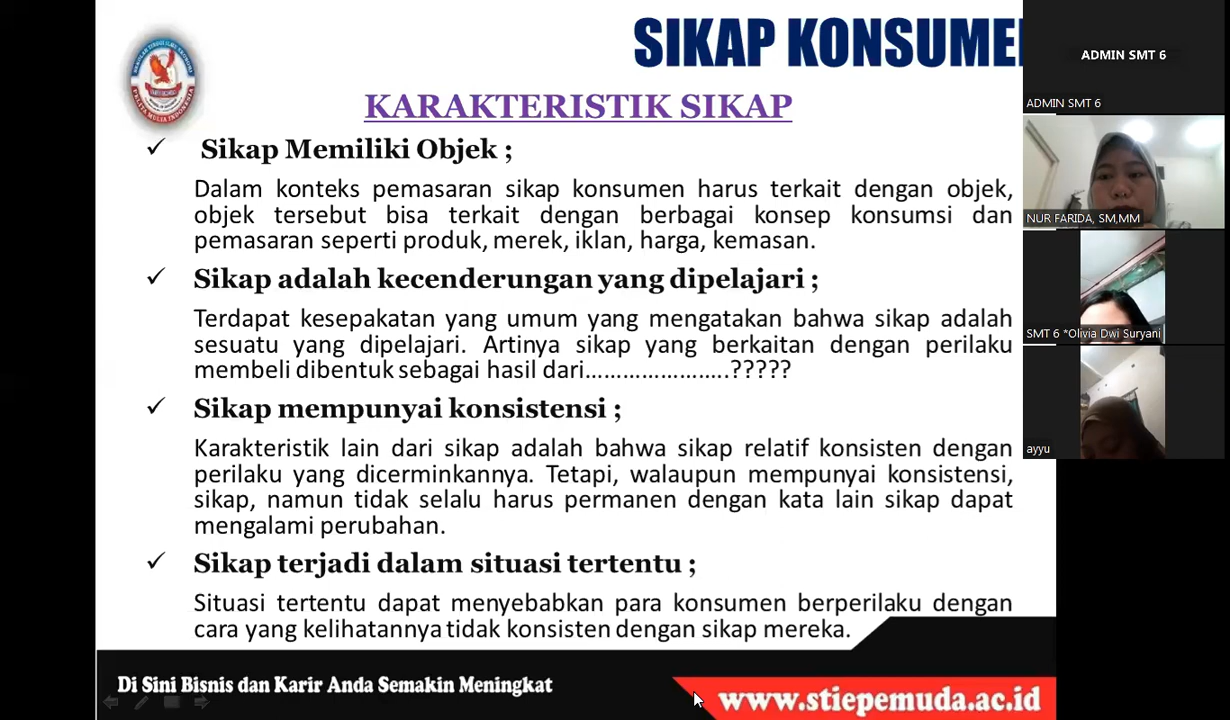 SIKAP KONSUME
KARAKTERISTIK SIKAP
✓ Sikap Memiliki Objek ;
Dalam konteks pemasaran sikap konsumen harus terkait dengan objek,
objek tersebut bisa terkait dengan berbagai konsep konsumsi dan
pemasaran seperti produk, merek, iklan, harga, kemasan.
✓ Sikap adalah kecenderungan yang dipelajari ;
Terdapat kesepakatan yang umum yang mengatakan bahwa sikap adalah
sesuatu yang dipelajari. Artinya sikap yang berkaitan dengan perilaku
membeli dibentuk sebagai hasil dari…………………..?????
✓ Sikap mempunyai konsistensi ;
Karakteristik lain dari sikap adalah bahwa sikap relatif konsisten dengan
perilaku yang dicerminkannya. Tetapi, walaupun mempunyai konsistensi,
sikap, namun tidak selalu harus permanen dengan kata lain sikap dapat
mengalami perubahan.
✓ Sikap terjadi dalam situasi tertentu ;
Situasi tertentu dapat menyebabkan para konsumen berperilaku dengan
cara yang kelihatannya tidak konsisten dengan sikap mereka.
Di Sini Bisnis dan Karir Anda Semakin Meningkat
www.stiepemuda.ac.id
ADMIN SMT 6
ADMIN SMT 6
NUR FARIDA, SM,MM
SMT 6 *Olivia Dwi Suryani
ayyu